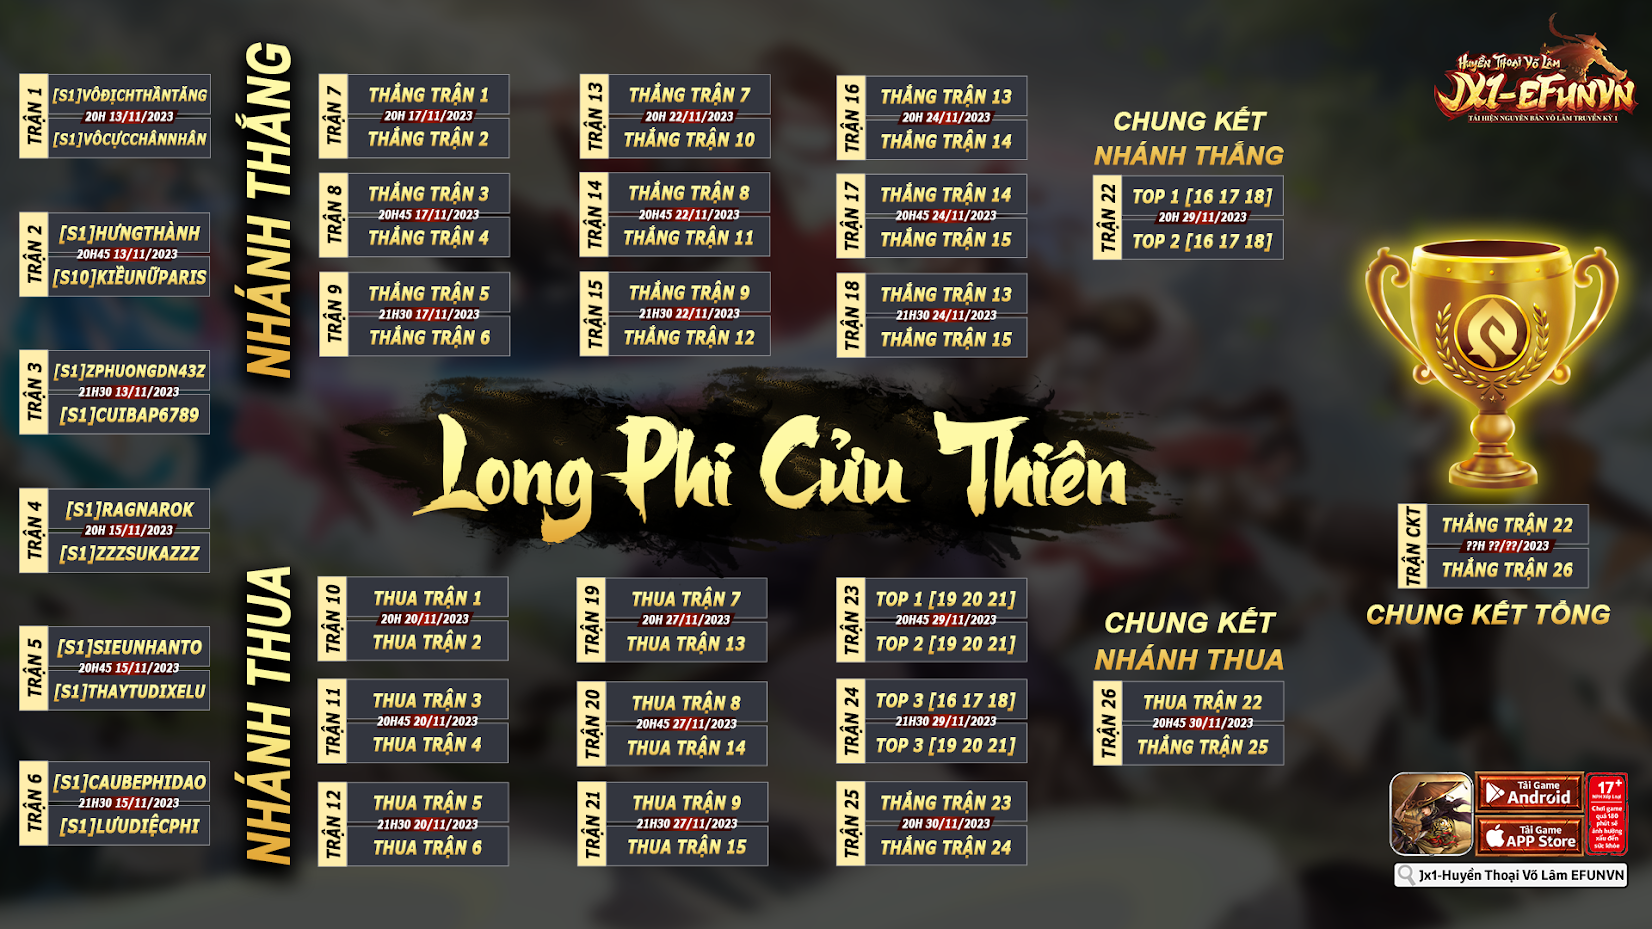 TRẬN 1
[S1]VÔĐỊCHTHẦNTĂNG
20H 13/11/2023
[S1]VÔCỰCCHÂNNHÂN
TRẬN 2
[S1]HƯNGTHÀNH
20H45 13/11/2023
[S10]KIỀUNỮPARIS
TRẬN 3
[S1]ZPHUONGDN43Z
21H30 13/11/2023
[S1]CUIBAP6789
TRẬN 4
[S1]RAGNAROK
20H 15/11/2023
[S1]ZZZSUKAZZZ
TRẬN 5
[S1]SIEUNHANTO
20H45 15/11/2023
[S1]THAYTUDIXELU
TRẬN 6
[S1]CAUBEPHIDAO
21H30 15/11/2023
[S1]LƯUDIỆCPHI
NHÁNH THẮNG
TRẬN 7
THẮNG TRẬN 1
20H 17/11/2023
THẮNG TRẬN 2
TRẬN 8
THẮNG TRẬN 3
20H45 17/11/2023
THẮNG TRẬN 4
TRẬN 9
THẮNG TRẬN 5
21H30 17/11/2023
THẮNG TRẬN 6
TRẬN 13
THẮNG TRẬN 7
20H 22/11/2023
THẮNG TRẬN 10
TRẬN 14
THẮNG TRẬN 8
20H45 22/11/2023
THẮNG TRẬN 11
TRẬN 15
THẮNG TRẬN 9
21H30 22/11/2023
THẮNG TRẬN 12
TRẬN 16
THẮNG TRẬN 13
20H 24/11/2023
THẮNG TRẬN 14
TRẬN 17
THẮNG TRẬN 14
20H45 24/11/2023
THẮNG TRẬN 15
TRẬN 18
THẮNG TRẬN 13
21H30 24/11/2023
THẮNG TRẬN 15
CHUNG KẾT
NHÁNH THẮNG
TRẬN 22
TOP 1 [16 17 18]
20H 29/11/2023
TOP 2 [16 17 18]
Long Phi Cửu Thiên
NHÁNH THUA
TRẬN 10
THUA TRẬN 1
20H 20/11/2023
THUA TRẬN 2
TRẬN 11
THUA TRẬN 3
20H45 20/11/2023
THUA TRẬN 4
TRẬN 12
THUA TRẬN 5
21H30 20/11/2023
THUA TRẬN 6
TRẬN 19
THUA TRẬN 7
20H 27/11/2023
THUA TRẬN 13
TRẬN 20
THUA TRẬN 8
20H45 27/11/2023
THUA TRẬN 14
TRẬN 21
THUA TRẬN 9
21H30 27/11/2023
THUA TRẬN 15
TRẬN 23
TOP 1 [19 20 21]
20H45 29/11/2023
TOP 2 [19 20 21]
TRẬN 24
TOP 3 [16 17 18]
21H30 29/11/2023
TOP 3 [19 20 21]
TRẬN 25
THẮNG TRẬN 23
20H 30/11/2023
THẮNG TRẬN 24
CHUNG KẾT
NHÁNH THUA
TRẬN 26
THUA TRẬN 22
20H45 30/11/2023
THẮNG TRẬN 25
Huyền Thoại Võ Lâm
JX1-EFUNVN
TÁI HIỆN NGUYÊN BẢN VÕ LÂM TRUYỀN KỲ 1
TRẬN CKT
THẮNG TRẬN 22
??H ??/??/2023
THẮNG TRẬN 26
CHUNG KẾT TỔNG
Tải Game
Android
Tải Game
APP Store
17+
NPH Xếp Loại
Chơi game
quá 180
phút sẽ
ảnh hưởng
xấu đến
sức khỏe
Jx1-Huyền Thoại Võ Lâm EFUNVN